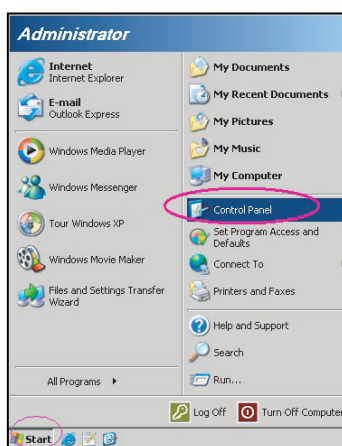 Administrator
Internet
Internet Explorer
E-mail
Outlook Express
Windows Media Player
Windows Messenger
Tour Windows XP
Windows Movie Maker
Files and Settings Transfer
Wizard
All Programs
My Documents
My Recent Documents
My Pictures
My Music
My Computer
Control Panel
Set Program Access and
Defaults
Connect To
Printers and Faxes
Help and Support
Search
Run...
Log Off
Turn Off Computer
Start